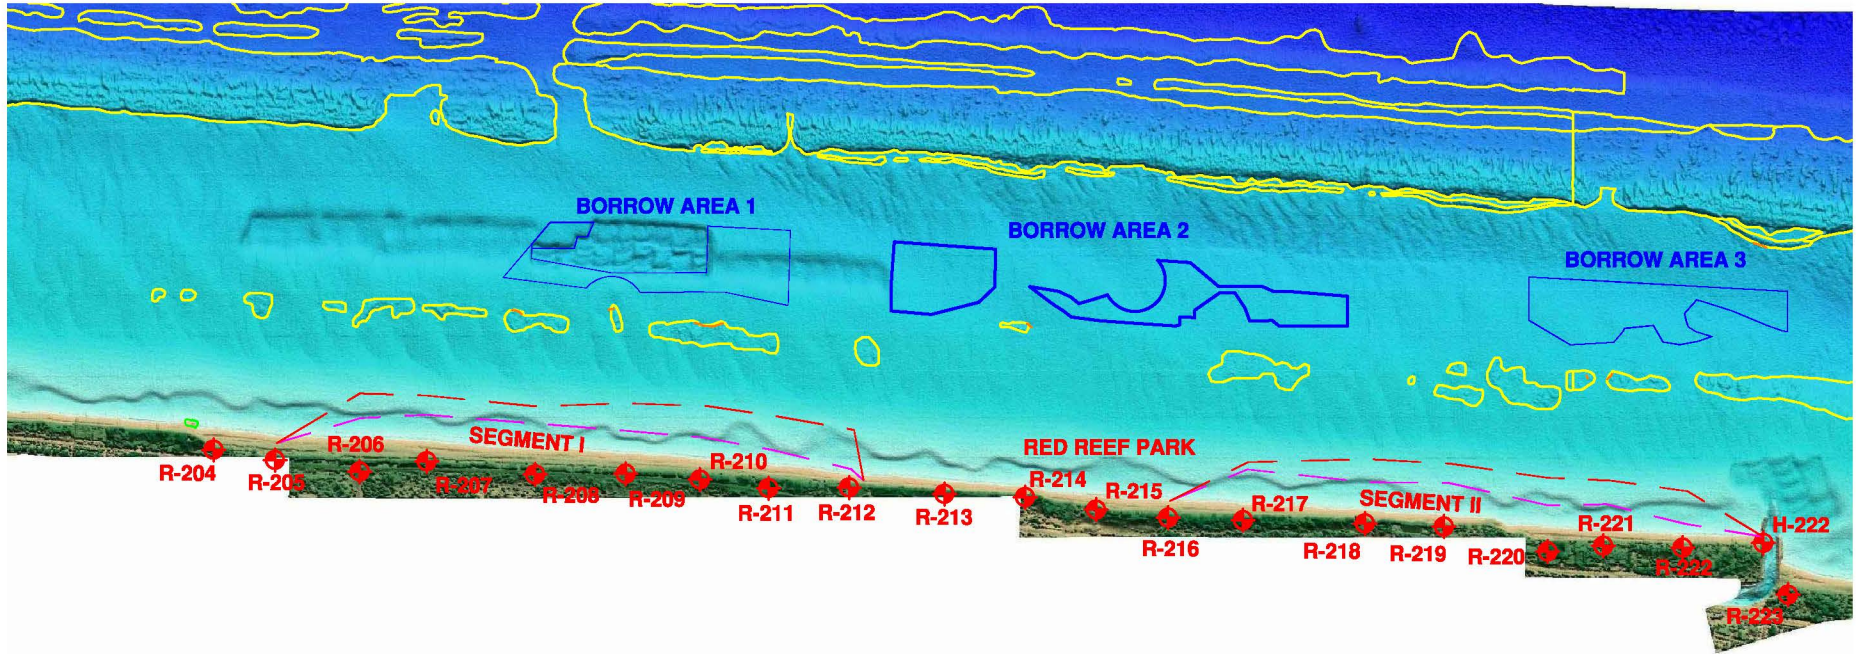 BORROW AREA 1
BORROW AREA 2
BORROW AREA 3
SEGMENT I
RED REEF PARK
SEGMENT II
R-204
R-205
R-206
R-207
R-208
R-209
R-210
R-211
R-212
R-213
R-214
R-215
R-216
R-217
R-218
R-219
R-220
R-221
R-222
H-222
R-223